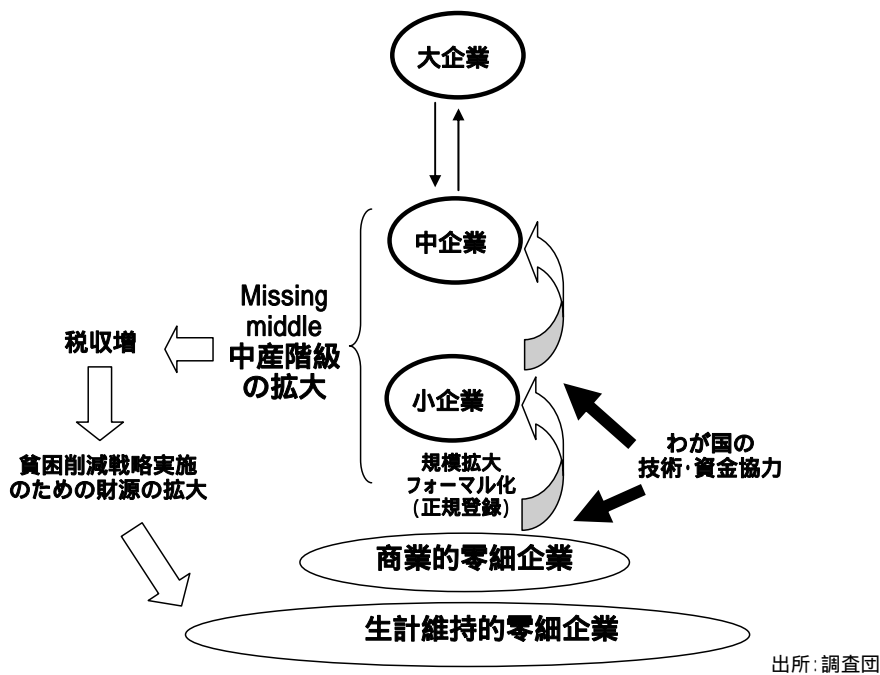 大企業
中企業
Missing
middle
中産階級
の拡大
税収増
小企業
わが国の
技術・資金協力
貧困削減戦略実施
のための財源の拡大
規模拡大
フォーマル化
(正規登録)
商業的零細企業
生計維持的零細企業
出所:調査団